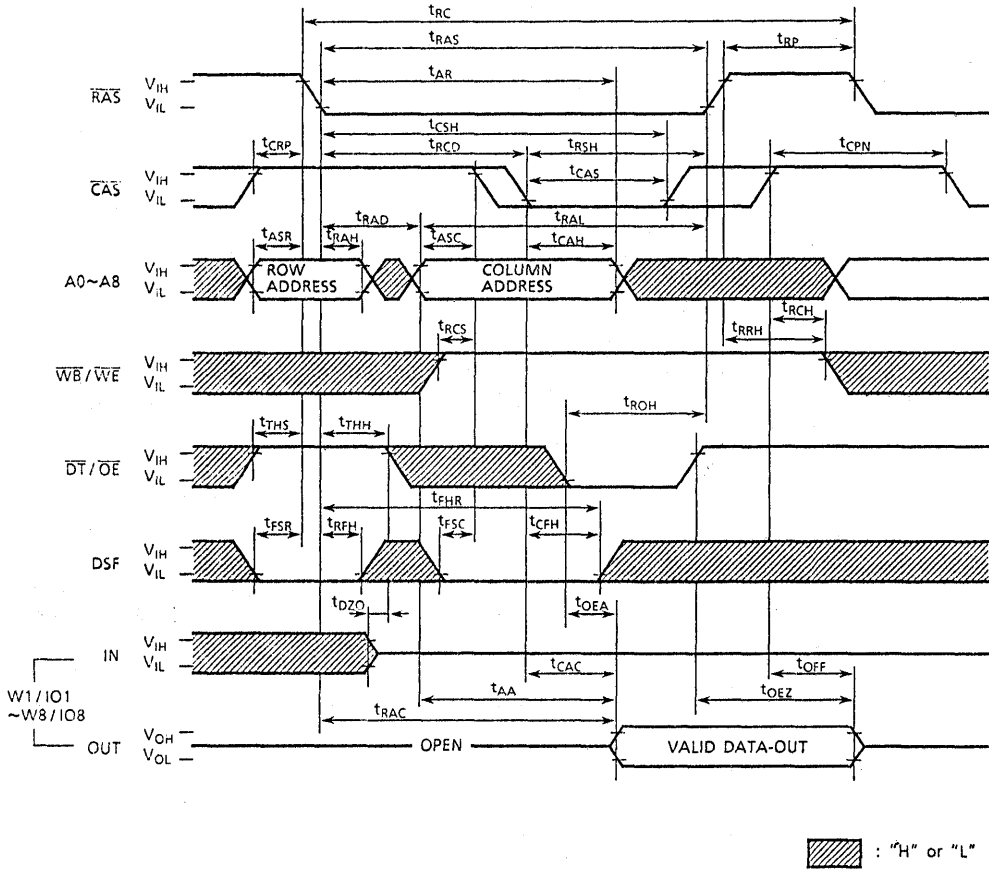 tRC
tRAS
tRP
tAR
RAS
VIH
VIL
tCSH
tCRP
tRCD
tRSH
tCPN
CAS
VIH
VIL
tCAS
tRAD
tRAL
tASR
tRAH
tASC
tCAH
A0~A8
VIH
VIL
ROW
ADDRESS
COLUMN
ADDRESS
tRCS
tRCH
tRRH
WB/WE
VIH
VIL
tROH
tTHS
tTHH
DT/OE
VIH
VIL
tFHR
tFSR
tRFH
tFSC
tCFH
DSF
VIH
VIL
tDZO
tOEA
IN
VIH
VIL
tCAC
tOFF
W1/IO1
~W8/IO8
tAA
tOEZ
tRAC
OUT
VOH
VOL
OPEN
VALID DATA-OUT
: "H" or "L"